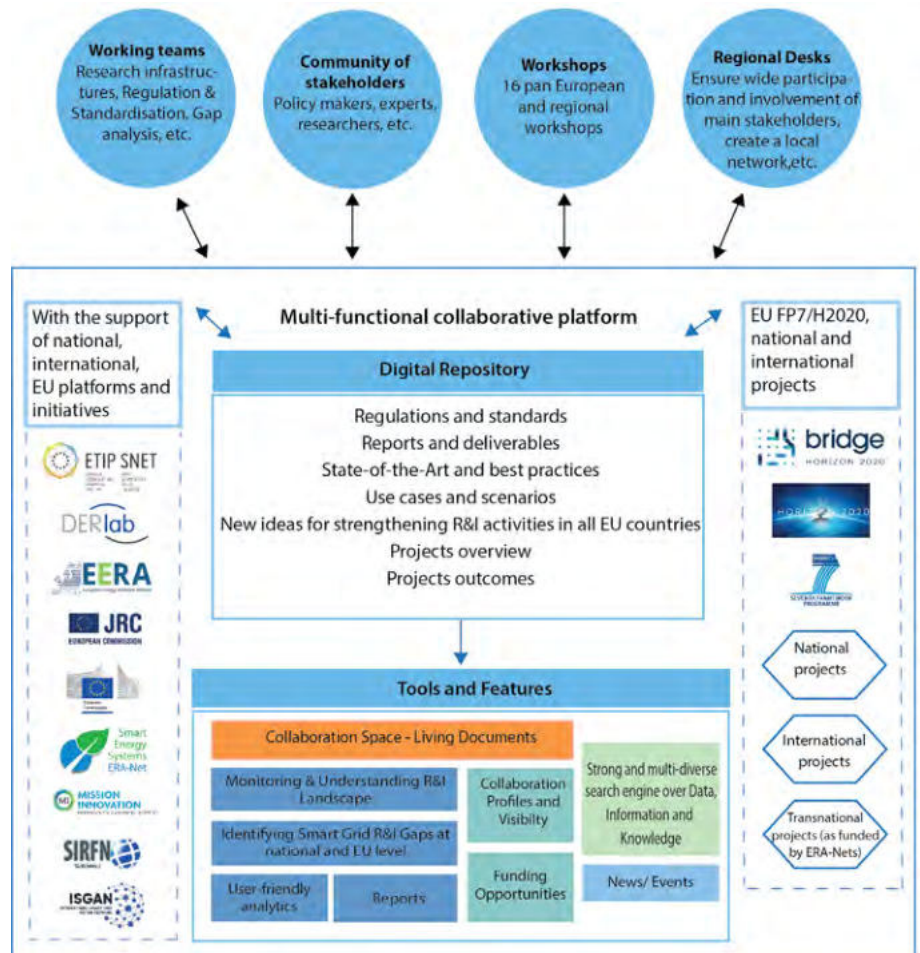 Working teams
Research infrastruc-
tures, Regulation &
Standardisation, Gap
analysis, etc.
Community of
stakeholders
Policy makers, experts,
researchers, etc.
Workshops
16 pan European
and regional
workshops
Regional Desks
Ensure wide participa-
tion and involvement of
main stakeholders,
create a local
network,etc.
With the support
of national,
international,
EU platforms and
initiatives
Multi-functional collaborative platform
EU FP7/H2020,
national and
international
projects
Digital Repository
Regulations and standards
Reports and deliverables
State-of-the-Art and best practices
Use cases and scenarios
New ideas for strengthening R&I activities in all EU countries
Projects overview
Projects outcomes
ETIP SNET
DERlab
EERA
JRC
EUROPEAN COMMISSION
Smart
Energy
Systems
ERA-Net
MISSION
INNOVATION
SIRFN
ISGAN
bridge
HORIZON 2020
HORIZON 2020
7
SEVENTH FRAMEWORK
PROGRAMME
National
projects
International
projects
Transnational
projects (as funded
by ERA-Nets)
Tools and Features
Collaboration Space - Living Documents
Monitoring & Understanding R&I
Landscape
Identifying Smart Grid R&I Gaps at
national and EU level
User-friendly
analytics
Reports
Collaboration
Profiles and
Visibilty
Funding
Opportunities
Strong and multi-diverse
search engine over Data,
Information and
Knowledge
News/ Events